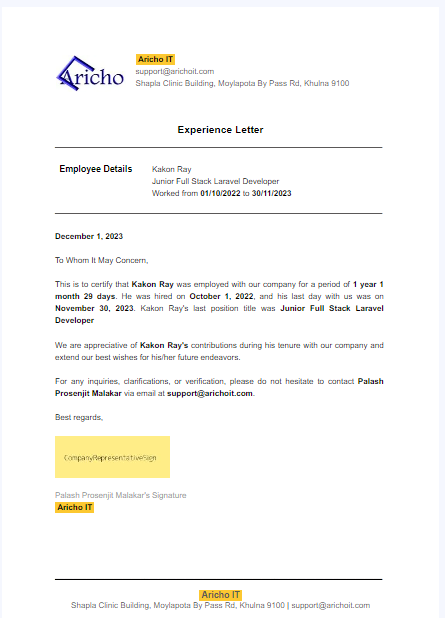 Aricho
Aricho IT
support@arichoit.com
Shapla Clinic Building, Moylapota By Pass Rd, Khulna 9100
Experience Letter
Employee Details
Kakon Ray
Junior Full Stack Laravel Developer
Worked from 01/10/2022 to 30/11/2023
December 1, 2023
To Whom It May Concern,
This is to certify that Kakon Ray was employed with our company for a period of 1 year 1
month 29 days. He was hired on October 1, 2022, and his last day with us was on
November 30, 2023. Kakon Ray's last position title was Junior Full Stack Laravel
Developer
We are appreciative of Kakon Ray's contributions during his tenure with our company and
extend our best wishes for his/her future endeavors.
For any inquiries, clarifications, or verification, please do not hesitate to contact Palash
Prosenjit Malakar via email at support@arichoit.com.
Best regards,
CompanyRepresentativeSign
Palash Prosenjit Malakar's Signature
Aricho IT
Aricho IT
Shapla Clinic Building, Moylapota By Pass Rd, Khulna 9100 | support@arichoit.com